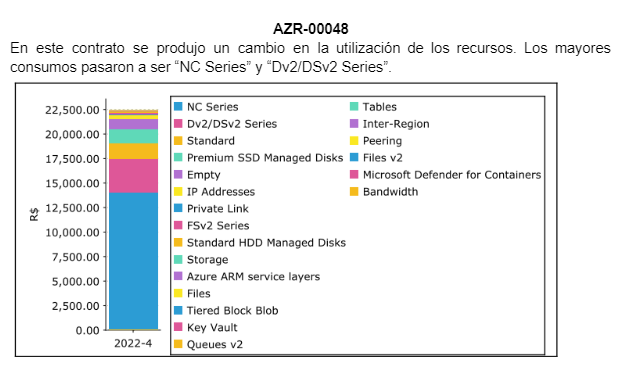 AZR-00048
En este contrato se produjo un cambio en la utilización de los recursos. Los mayores
consumos pasaron a ser “NC Series” y “Dv2/DSv2 Series”.
R$
22,500.00
20,000.00
17,500.00
15,000.00
12,500.00
10,000.00
7,500.00
5,000.00
2,500.00
0.00
2022-4
NC Series
Dv2/DSv2 Series
Standard
Premium SSD Managed Disks
Empty
IP Addresses
Private Link
FSv2 Series
Standard HDD Managed Disks
Storage
Azure ARM service layers
Files
Tiered Block Blob
Key Vault
Queues v2
Tables
Inter-Region
Peering
Files v2
Microsoft Defender for Containers
Bandwidth